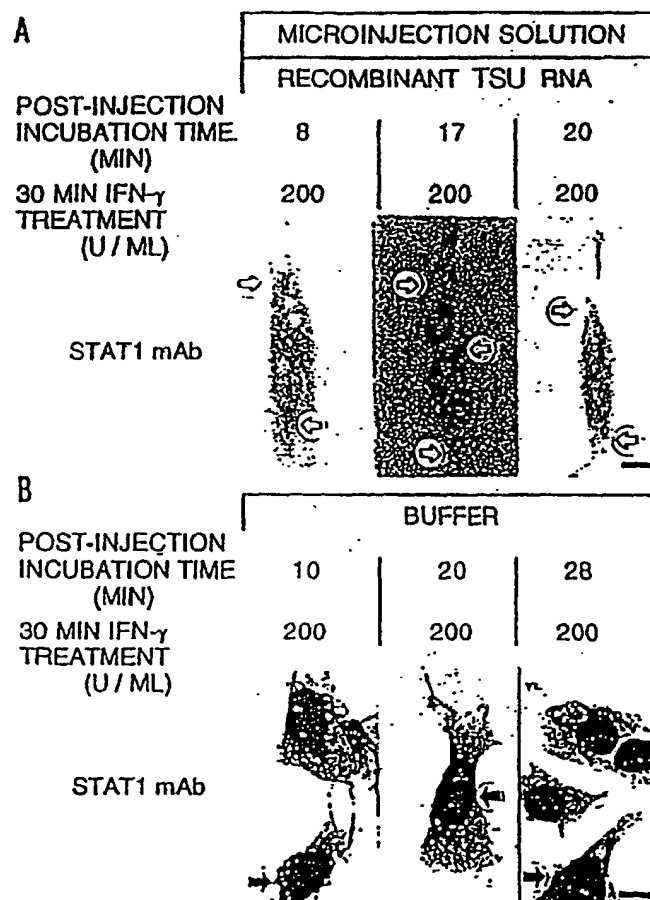 A
MICROINJECTION SOLUTION
RECOMBINANT TSU RNA
POST-INJECTION
INCUBATION TIME
(MIN)
8 17 20
30 MIN IFN-γ
TREATMENT
(U / ML)
200 200 200
STAT1 mAb
B
BUFFER
POST-INJECTION
INCUBATION TIME
(MIN)
10 20 28
30 MIN IFN-γ
TREATMENT
(U / ML)
200 200 200
STAT1 mAb